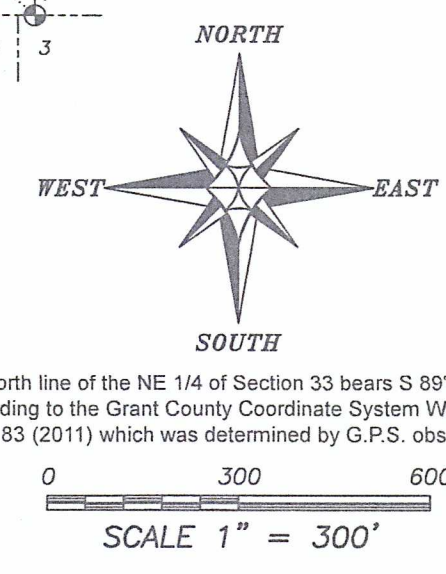 3
NORTH
WEST EAST
SOUTH
orth line of the NE 1/4 of Section 33 bears S 89°
ding to the Grant County Coordinate System W
83 (2011) which was determined by G.P.S. obs
0 300 600
SCALE 1" = 300'